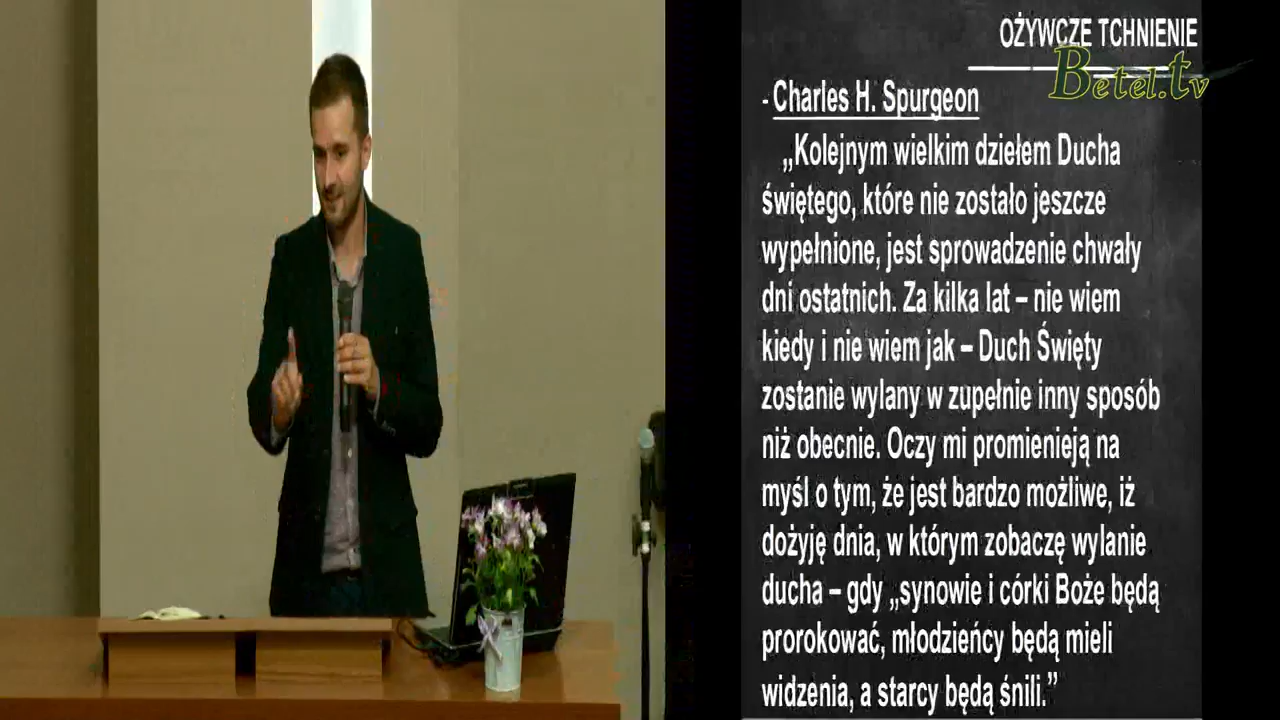 OŻYWCZE TCHNIENIE
Betel.tv
- Charles H. Spurgeon
„Kolejnym wielkim dziełem Ducha
świętego, które nie zostało jeszcze
wypełnione, jest sprowadzenie chwały
dni ostatnich. Za kilka lat – nie wiem
kiedy i nie wiem jak – Duch Święty
zostanie wylany w zupełnie inny sposób
niż obecnie. Oczy mi promienieją na
myśl o tym, że jest bardzo możliwe, iż
dożyję dnia, w którym zobaczę wylanie
ducha – gdy „synowie i córki Boże będą
prorokować, młodzieńcy będą mieli
widzenia, a starcy będą śnili.”